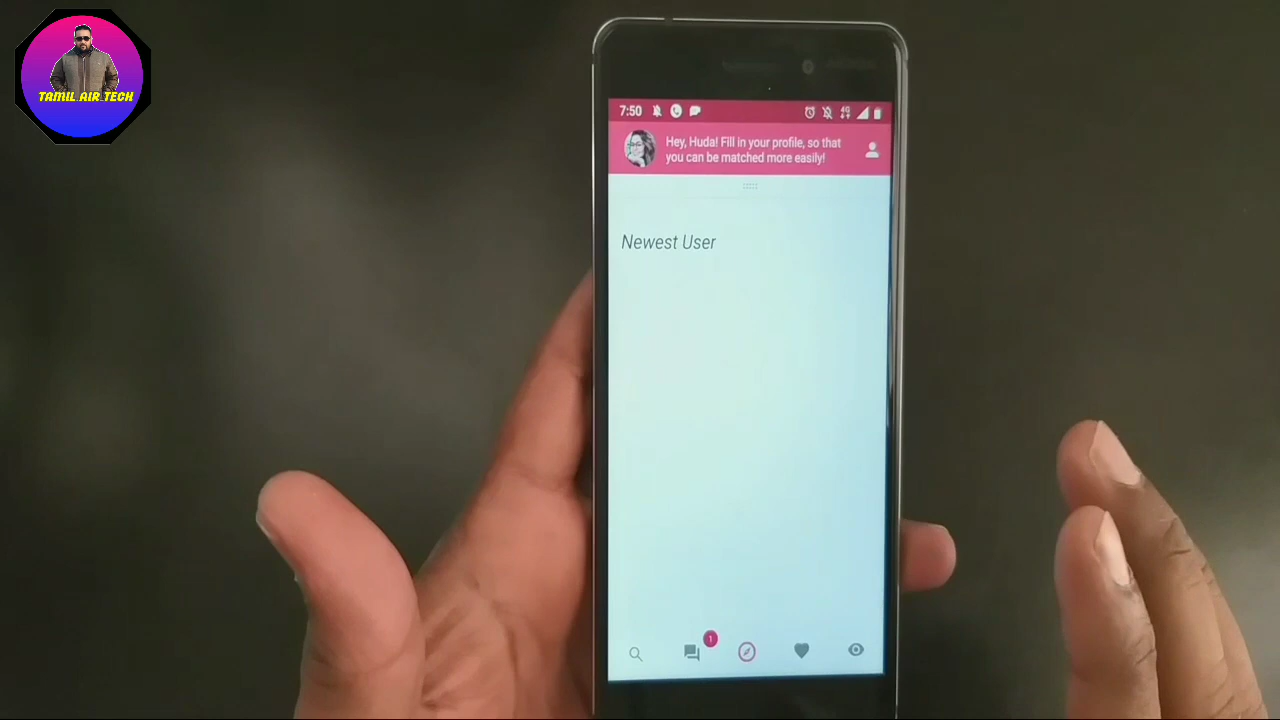 TAMIL AIR TECH
7:50
4G
Hey, Huda! Fill in your profile, so that
you can be matched more easily!
Newest User
1